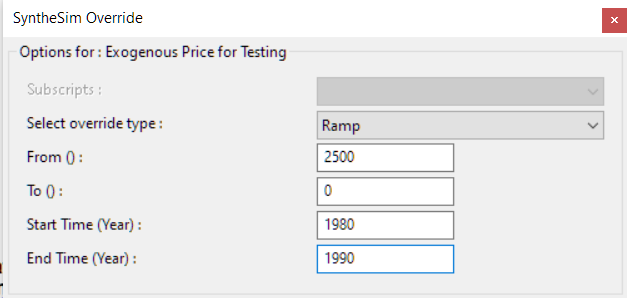 SyntheSim Override
Options for : Exogenous Price for Testing
Subscripts :
Select override type : Ramp
From () : 2500
To () : 0
Start Time (Year) : 1980
End Time (Year) : 1990